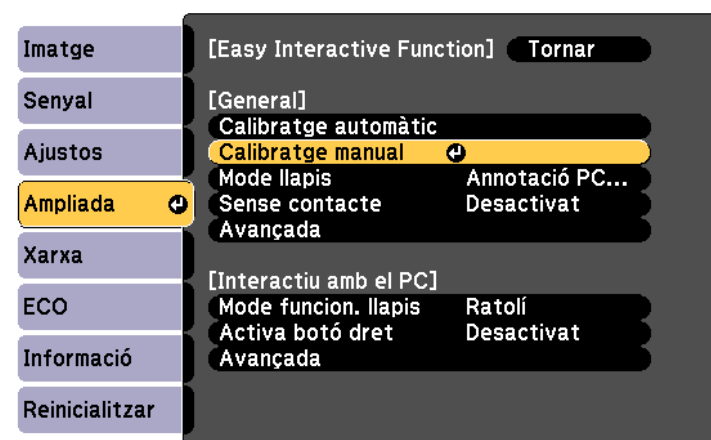 Imatge
Senyal
Ajustos
Ampliada
Xarxa
ECO
Informació
Reinicialitzar
[Easy Interactive Function] Tornar
[General]
Calibratge automàtic
Calibratge manual
Mode llapis Annotació PC...
Sense contacte Desactivat
Avançada
[Interactiu amb el PC]
Mode funcion. llapis Ratolí
Activa botó dret Desactivat
Avançada